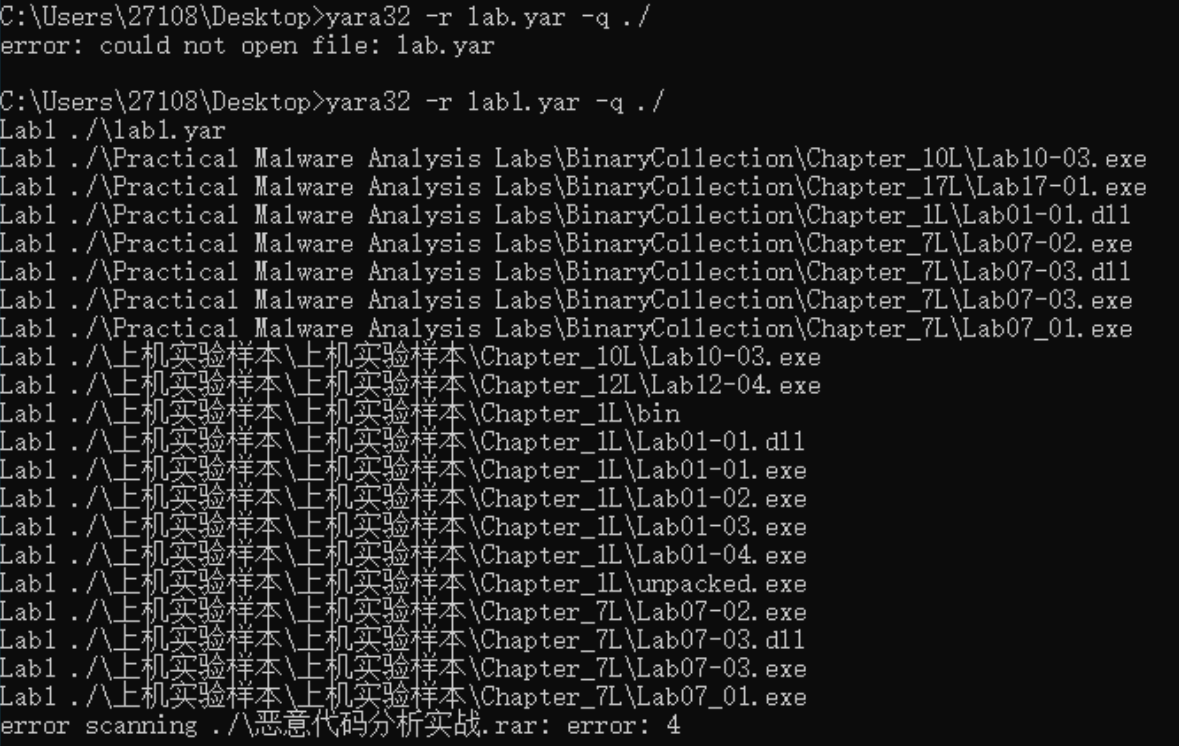 C:\Users\27108\Desktop>yara32 -r lab.yar -q ./
error: could not open file: lab.yar
C:\Users\27108\Desktop>yara32 -r lab1.yar -q ./
Lab1 ./\lab1.yar
Lab1 ./\Practical Malware Analysis Labs\BinaryCollection\Chapter_10L\Lab10-03.exe
Lab1 ./\Practical Malware Analysis Labs\BinaryCollection\Chapter_17L\Lab17-01.exe
Lab1 ./\Practical Malware Analysis Labs\BinaryCollection\Chapter_1L\Lab01-01.dll
Lab1 ./\Practical Malware Analysis Labs\BinaryCollection\Chapter_7L\Lab07-02.exe
Lab1 ./\Practical Malware Analysis Labs\BinaryCollection\Chapter_7L\Lab07-03.dll
Lab1 ./\Practical Malware Analysis Labs\BinaryCollection\Chapter_7L\Lab07-03.exe
Lab1 ./\Practical Malware Analysis Labs\BinaryCollection\Chapter_7L\Lab07_01.exe
Lab1 ./\上机实验样本\上机实验样本\Chapter_10L\Lab10-03.exe
Lab1 ./\上机实验样本\上机实验样本\Chapter_12L\Lab12-04.exe
Lab1 ./\上机实验样本\上机实验样本\Chapter_1L\bin
Lab1 ./\上机实验样本\上机实验样本\Chapter_1L\Lab01-01.dll
Lab1 ./\上机实验样本\上机实验样本\Chapter_1L\Lab01-01.exe
Lab1 ./\上机实验样本\上机实验样本\Chapter_1L\Lab01-02.exe
Lab1 ./\上机实验样本\上机实验样本\Chapter_1L\Lab01-03.exe
Lab1 ./\上机实验样本\上机实验样本\Chapter_1L\Lab01-04.exe
Lab1 ./\上机实验样本\上机实验样本\Chapter_1L\unpacked.exe
Lab1 ./\上机实验样本\上机实验样本\Chapter_7L\Lab07-02.exe
Lab1 ./\上机实验样本\上机实验样本\Chapter_7L\Lab07-03.dll
Lab1 ./\上机实验样本\上机实验样本\Chapter_7L\Lab07-03.exe
Lab1 ./\上机实验样本\上机实验样本\Chapter_7L\Lab07_01.exe
error scanning ./\恶意代码分析实战.rar: error: 4